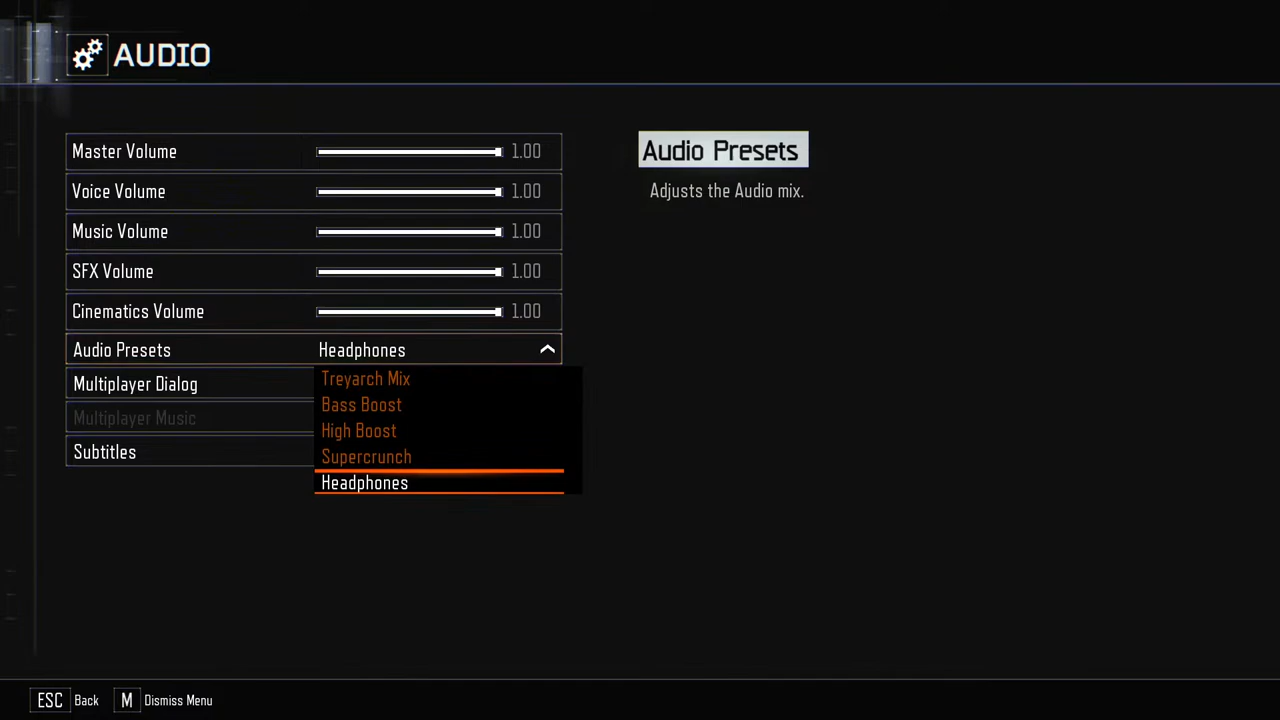 AUDIO
Master Volume 1.00
Voice Volume 1.00
Music Volume 1.00
SFX Volume 1.00
Cinematics Volume 1.00
Audio Presets Headphones
Treyarch Mix
Multiplayer Dialog
Bass Boost
Multiplayer Music
High Boost
Subtitles
Supercrunch
Headphones
Audio Presets
Adjusts the Audio mix.
ESC Back M Dismiss Menu